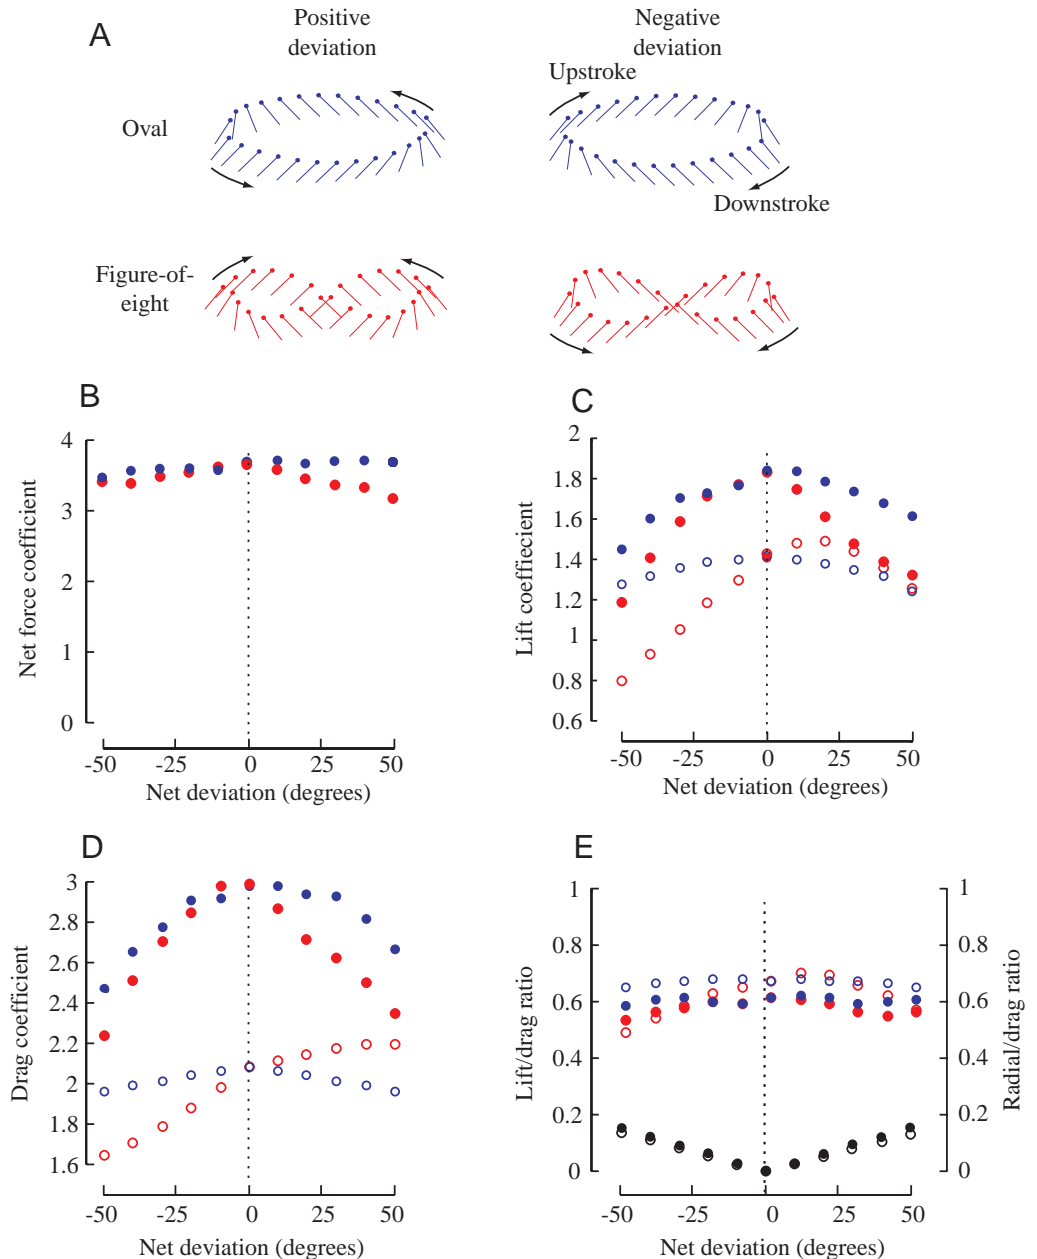 A
Positive
deviation
Negative
deviation
Upstroke
Oval
Downstroke
Figure-of-
eight
B
Net force coefficient
4
3
2
1
0
-50
-25
0
25
50
Net deviation (degrees)
C
Lift coeffiecient
2
1.8
1.6
1.4
1.2
1
0.8
0.6
-50
-25
0
25
50
Net deviation (degrees)
D
Drag coefficient
3
2.8
2.6
2.4
2.2
2
1.8
1.6
-50
-25
0
25
50
Net deviation (degrees)
E
Lift/drag ratio
1
0.8
0.6
0.4
0.2
0
1
0.8
0.6
0.4
0.2
0
Radial/drag ratio
-50
-25
0
25
50
Net deviation (degrees)